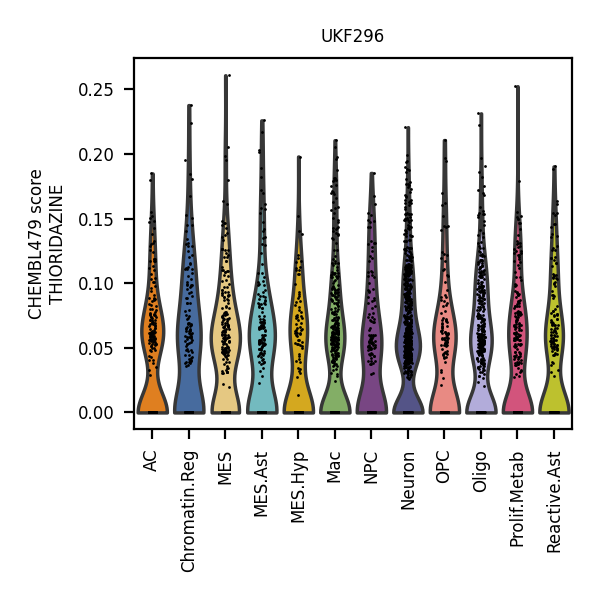 UKF296
CHEMBL479 score
THIORIDAZINE
0.25
0.20
0.15
0.10
0.05
0.00
AC
Chromatin.Reg
MES
MES.Ast
MES.Hyp
Mac
NPC
Neuron
OPC
Oligo
Prolif.Metab
Reactive.Ast